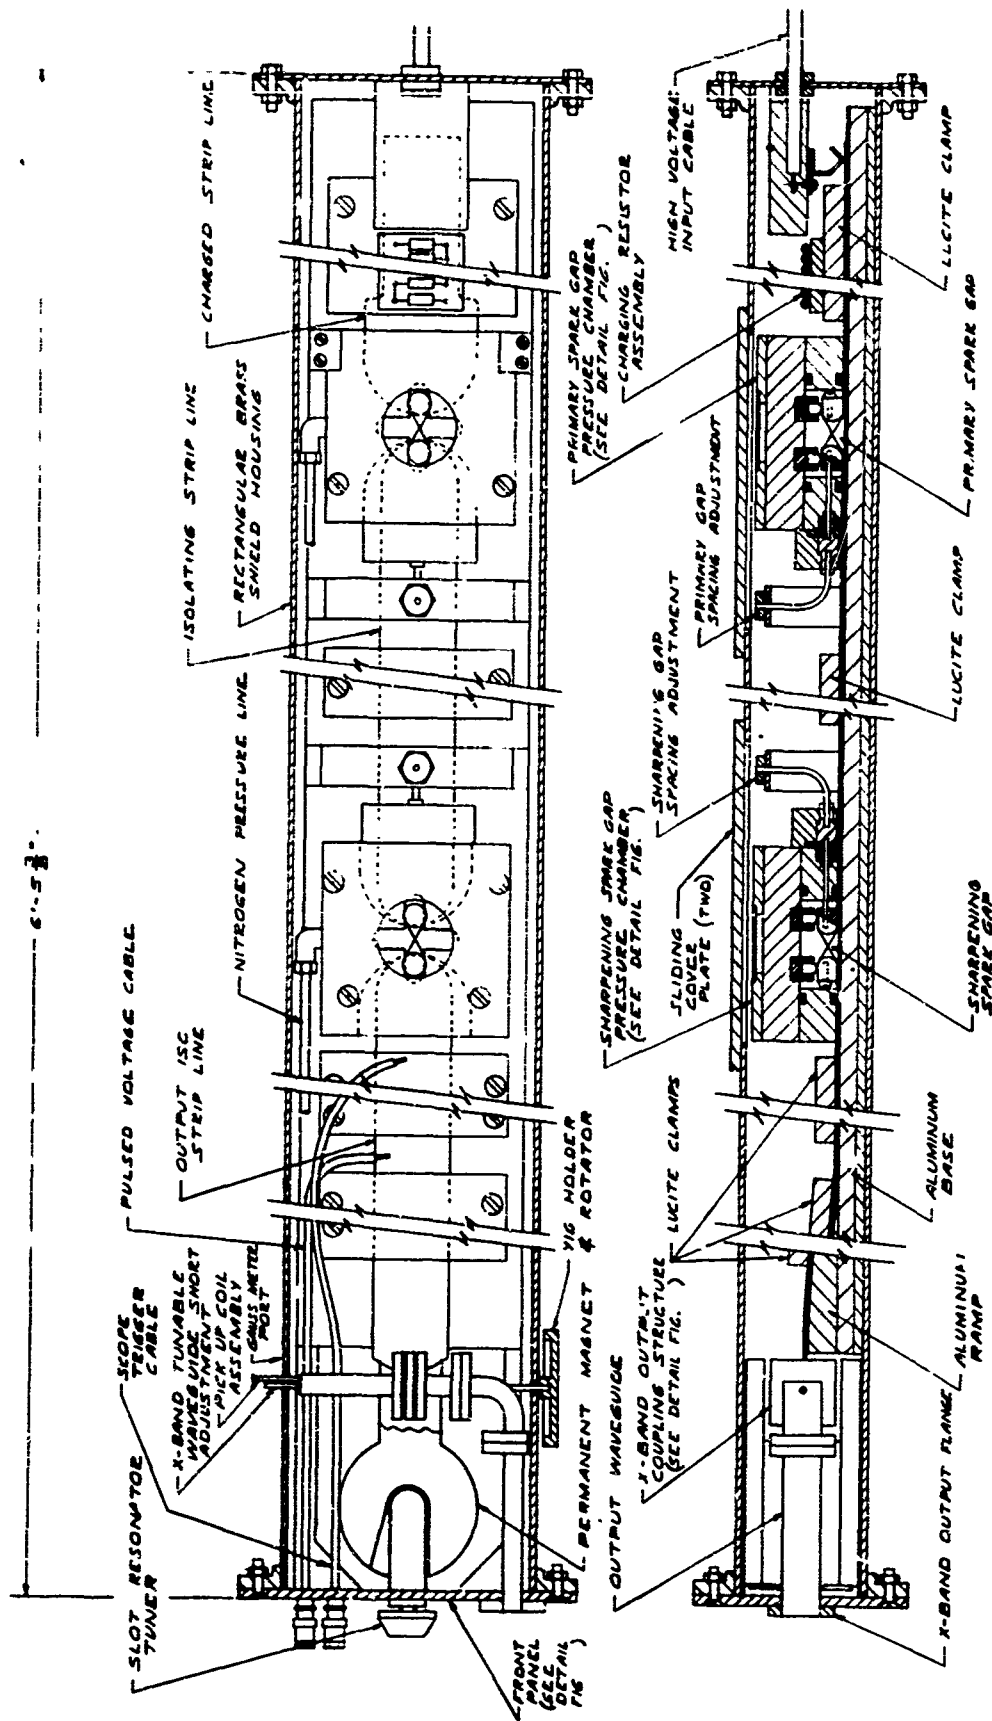 6'-5 3/8"
SLOT RESONATOR
TUNER
SCOPE
TRIGGER
CABLE
X-BAND TUNABLE
WAVEGUIDE SHORT
ADJUSTMENT
PICK UP COIL
ASSEMBLY
GAUSS METER
PORT
PULSED VOLTAGE CABLE
OUTPUT ISC
STRIP LINE
NITROGEN PRESSURE LINE
ISOLATING STRIP LINE
RECTANGULAR BRASS
SHIELD HOUSING
CHARGED STRIP LINE
FRONT
PANEL
(SEE
DETAIL
FIG )
PERMANENT MAGNET
YIG HOLDER
& ROTATOR
OUTPUT WAVEGUIDE
X-BAND OUTPUT
COUPLING STRUCTURE
(SEE DETAIL FIG. )
LUCITE CLAMPS
SHARPENING SPARK GAP
PRESSURE CHAMBER
(SEE DETAIL FIG. )
SLIDING
COVER
PLATE (TWO)
SHARPENING GAP
SPACING ADJUSTMENT
PRIMARY GAP
SPACING ADJUSTMENT
PRIMARY SPARK GAP
PRESSURE CHAMBER
(SEE DETAIL FIG. )
CHARGING RESISTOR
ASSEMBLY
HIGH VOLTAGE
INPUT CABLE
X-BAND OUTPUT FLANGE
ALUMINUM
RAMP
ALUMINUM
BASE
SHARPENING
SPARK GAP
LUCITE CLAMP
PRIMARY SPARK GAP
LUCITE CLAMP